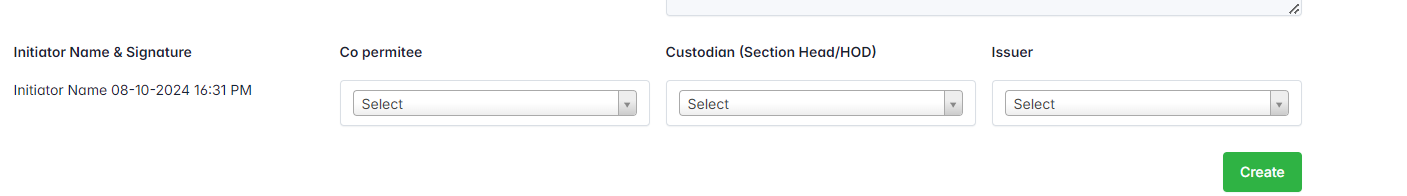 Initiator Name & Signature
Co permitee
Custodian (Section Head/HOD)
Issuer
Initiator Name 08-10-2024 16:31 PM
Select
Select
Select
Create